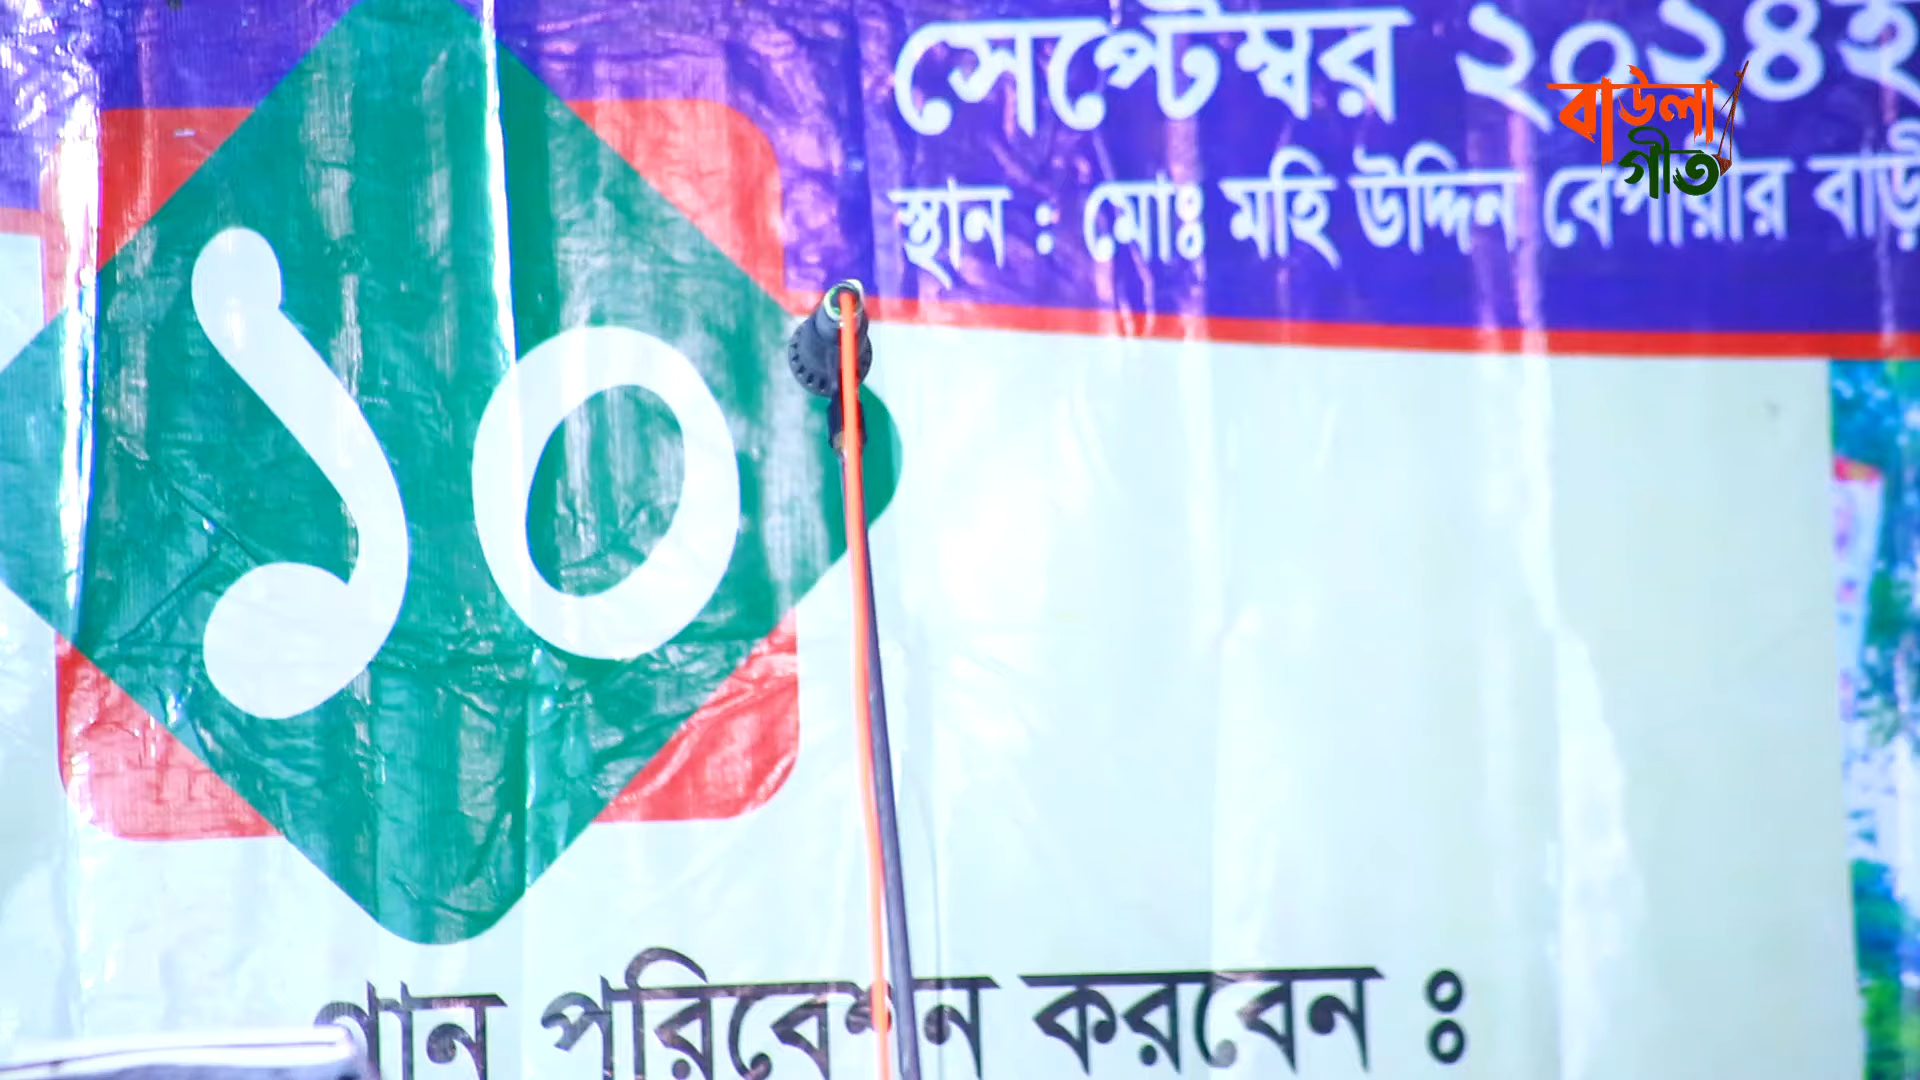 সেপ্টেম্বর ২০২৪ই
স্থান : মোঃ মহি উদ্দিন বেপারীর বাড়ী
১০
গান পরিবেশন করবেন ঃ
বাউলা
গীত